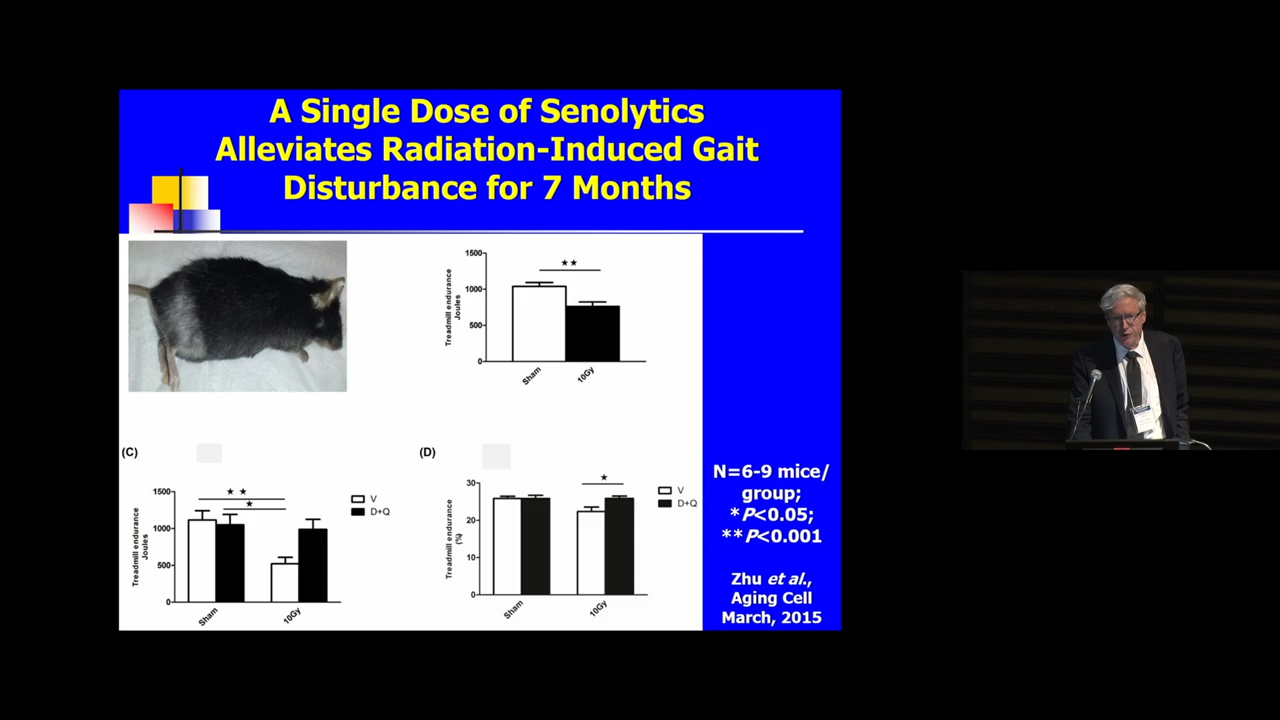 A Single Dose of Senolytics
Alleviates Radiation-Induced Gait
Disturbance for 7 Months
1500
1000
500
0
Treadmill endurance
Joules
★★
Sham
10Gy
(C)
1500
1000
500
0
Treadmill endurance
Joules
★ ★
★
V
D+Q
Sham
10Gy
(D)
30
20
10
0
Treadmill endurance
(%)
★
V
D+Q
Sham
10Gy
N=6-9 mice/
group;
*P<0.05;
**P<0.001
Zhu et al.,
Aging Cell
March, 2015